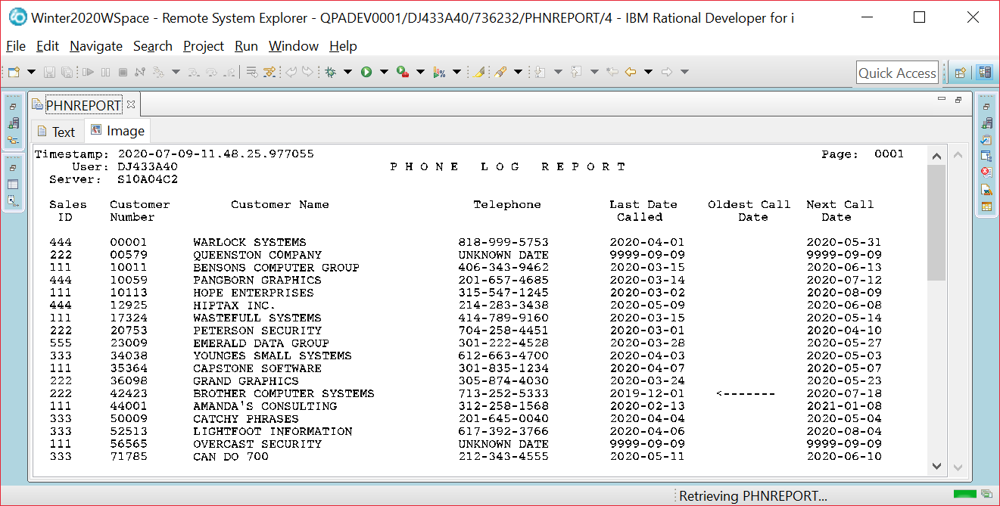 Winter2020WSpace - Remote System Explorer - QPADEV0001/DJ433A40/736232/PHNREPORT/4 - IBM Rational Developer for i
File Edit Navigate Search Project Run Window Help
Quick Access
PHNREPORT
Text Image
Timestamp: 2020-07-09-11.48.25.977055 Page: 0001
User: DJ433A40 P H O N E   L O G   R E P O R T
Server: S10A04C2
Sales Customer Customer Name Telephone Last Date Oldest Call Next Call
ID Number Called Date Date
444 00001 WARLOCK SYSTEMS 818-999-5753 2020-04-01 2020-05-31
222 00579 QUEENSTON COMPANY UNKNOWN DATE 9999-09-09 9999-09-09
111 10011 BENSONS COMPUTER GROUP 406-343-9462 2020-03-15 2020-06-13
444 10059 PANGBORN GRAPHICS 201-657-4685 2020-03-14 2020-07-12
111 10113 HOPE ENTERPRISES 315-547-1245 2020-03-02 2020-08-09
444 12925 HIPTAX INC. 214-283-3438 2020-05-09 2020-06-08
111 17324 WASTEFULL SYSTEMS 414-789-9160 2020-03-15 2020-05-14
222 20753 PETERSON SECURITY 704-258-4451 2020-03-01 2020-04-10
555 23009 EMERALD DATA GROUP 301-222-4528 2020-03-28 2020-05-27
333 34038 YOUNGES SMALL SYSTEMS 612-663-4700 2020-04-03 2020-05-03
111 35364 CAPSTONE SOFTWARE 301-835-1234 2020-04-07 2020-05-07
222 36098 GRAND GRAPHICS 305-874-4030 2020-03-24 2020-05-23
222 42423 BROTHER COMPUTER SYSTEMS 713-252-5333 2019-12-01 <------- 2020-07-18
111 44001 AMANDA'S CONSULTING 312-258-1568 2020-02-13 2021-01-08
333 50009 CATCHY PHRASES 201-645-0040 2020-04-04 2020-05-04
333 52513 LIGHTFOOT INFORMATION 617-392-3766 2020-04-06 2020-08-04
111 56565 OVERCAST SECURITY UNKNOWN DATE 9999-09-09 9999-09-09
333 71785 CAN DO 700 212-343-4555 2020-05-11 2020-06-10
Retrieving PHNREPORT...